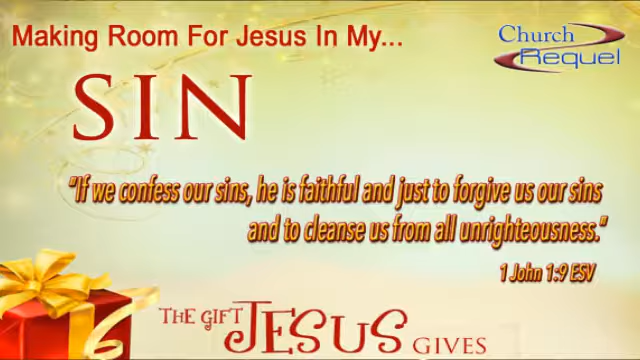 Making Room For Jesus In My...
Church
Requel
SIN
"If we confess our sins, he is faithful and just to forgive us our sins
and to cleanse us from all unrighteousness."
1 John 1:9 ESV
THE GIFT JESUS GIVES